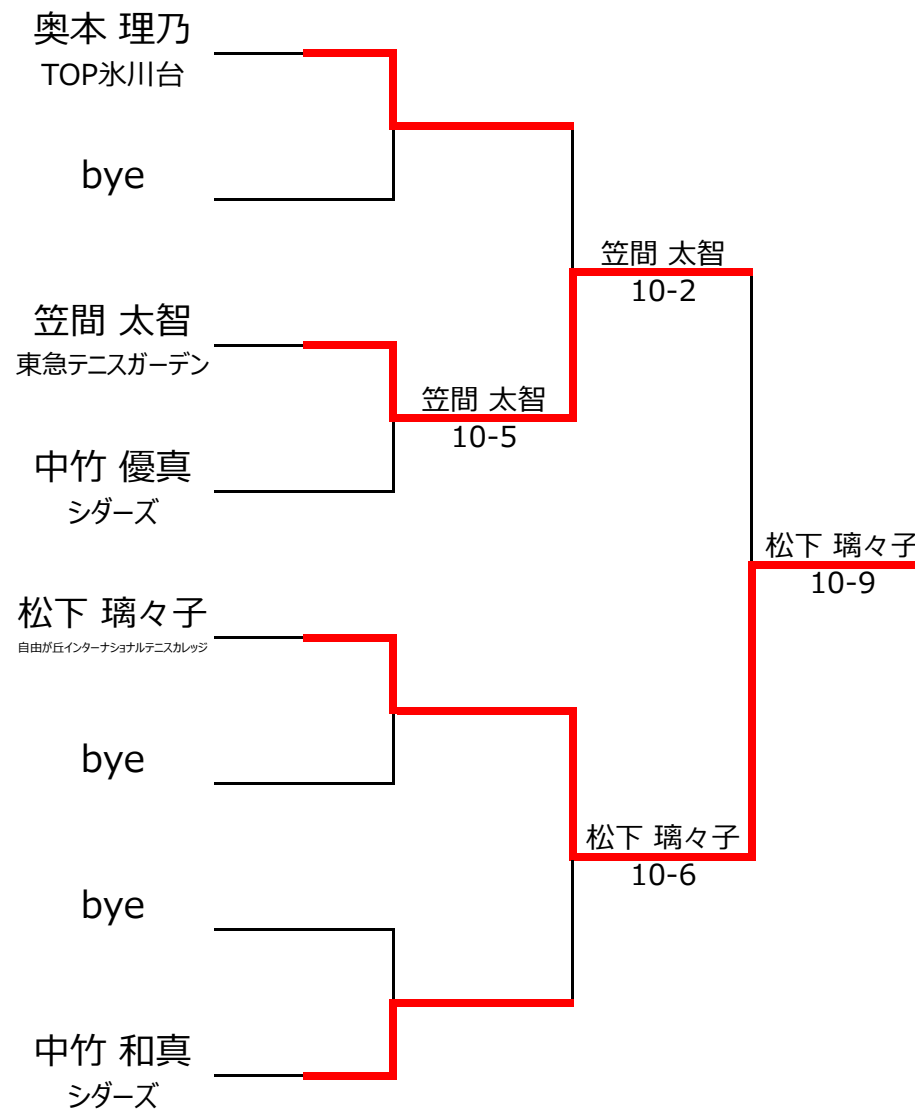 奥本 理乃
TOP氷川台
bye
笠間 太智
10-2
笠間 太智
東急テニスガーデン
笠間 太智
10-5
中竹 優真
シダーズ
松下 璃々子
10-9
松下 璃々子
自由が丘インターナショナルテニスカレッジ
bye
松下 璃々子
10-6
bye
中竹 和真
シダーズ